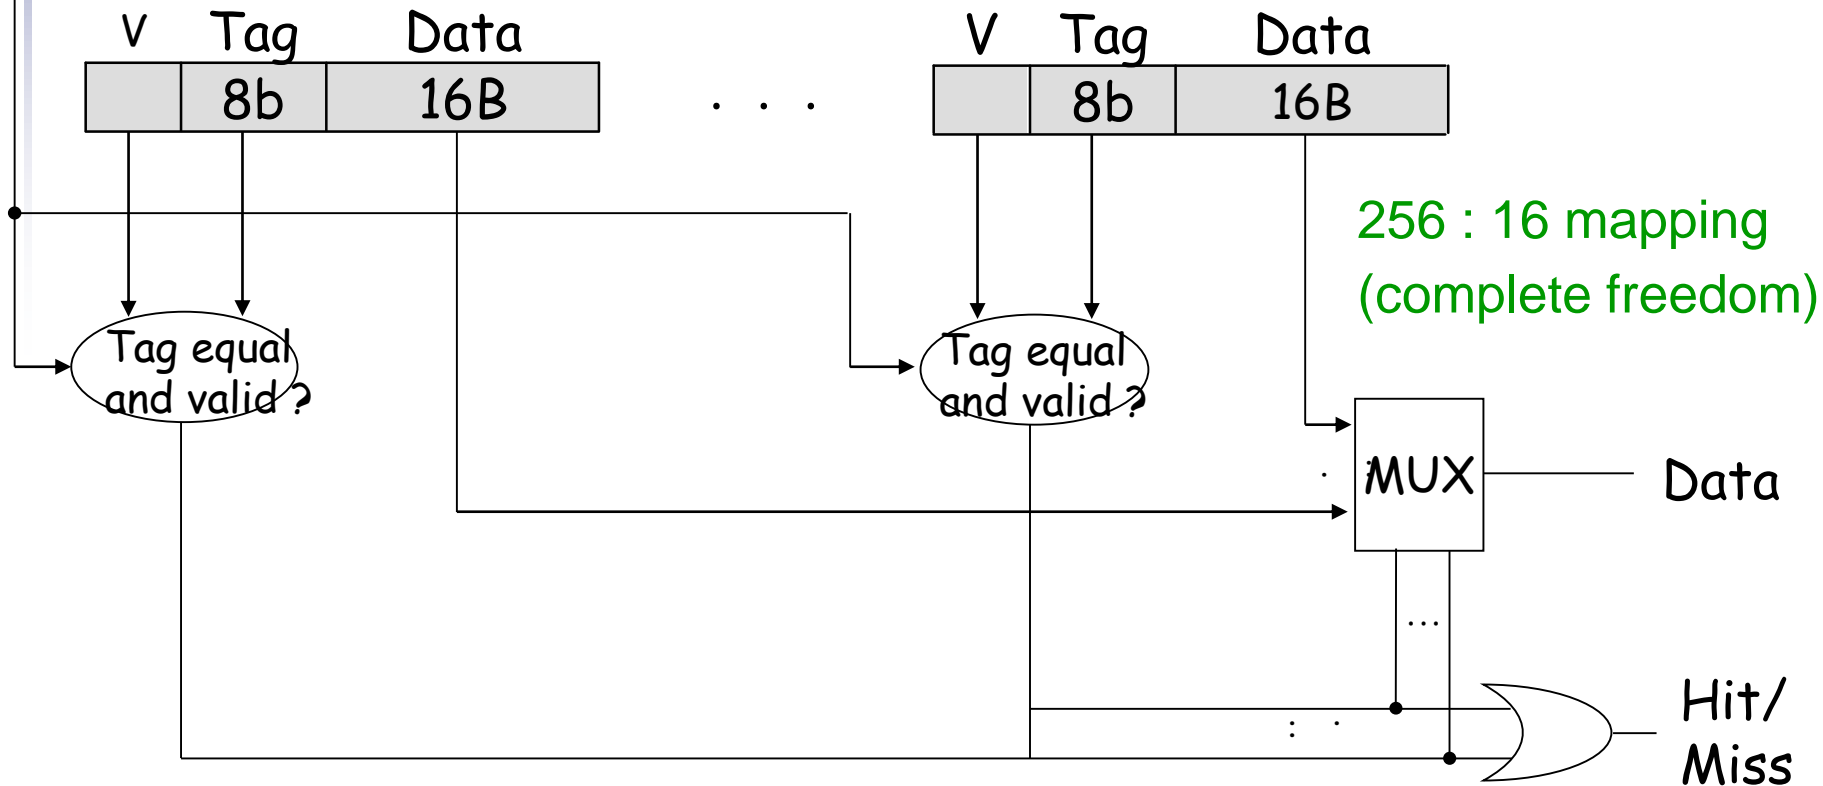 V Tag Data
8b 16B
. . .
V Tag Data
8b 16B
256 : 16 mapping
(complete freedom)
Tag equal
and valid ?
Tag equal
and valid ?
MUX
Data
...
Hit/
Miss